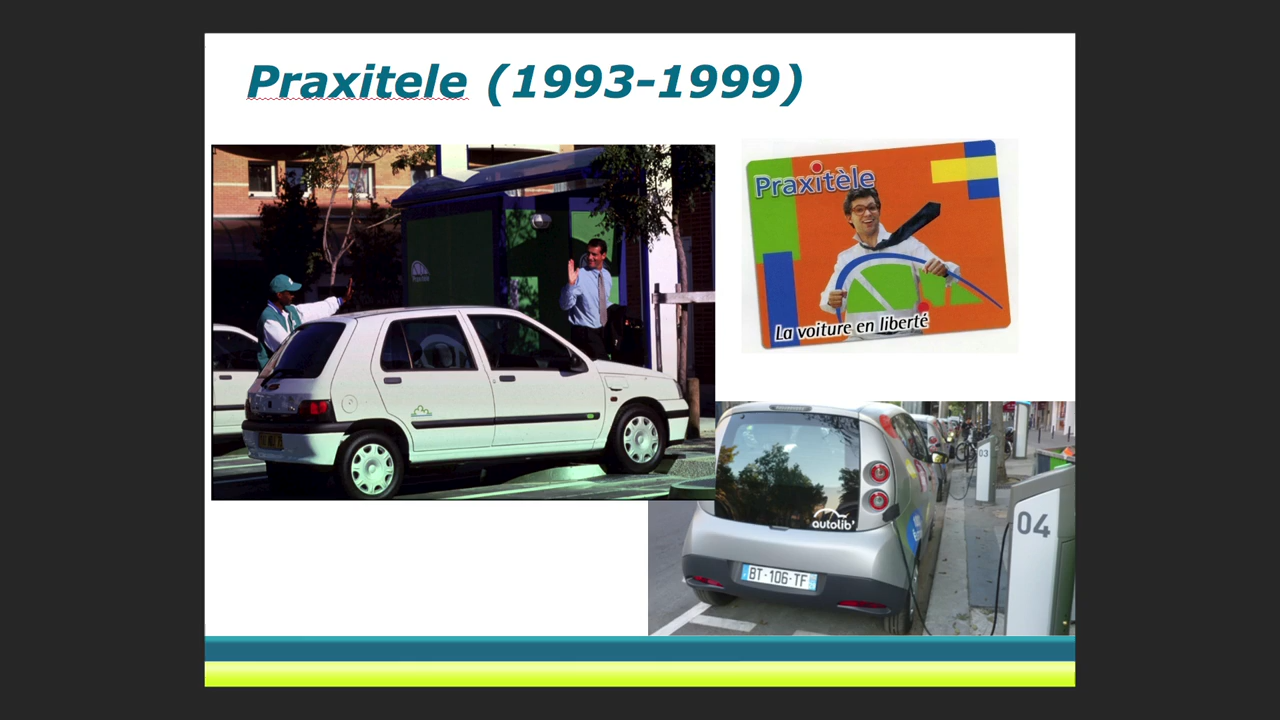 Praxitele (1993-1999)
Praxitèle
La voiture en liberté
autolib'
BT-106-TF
03
04